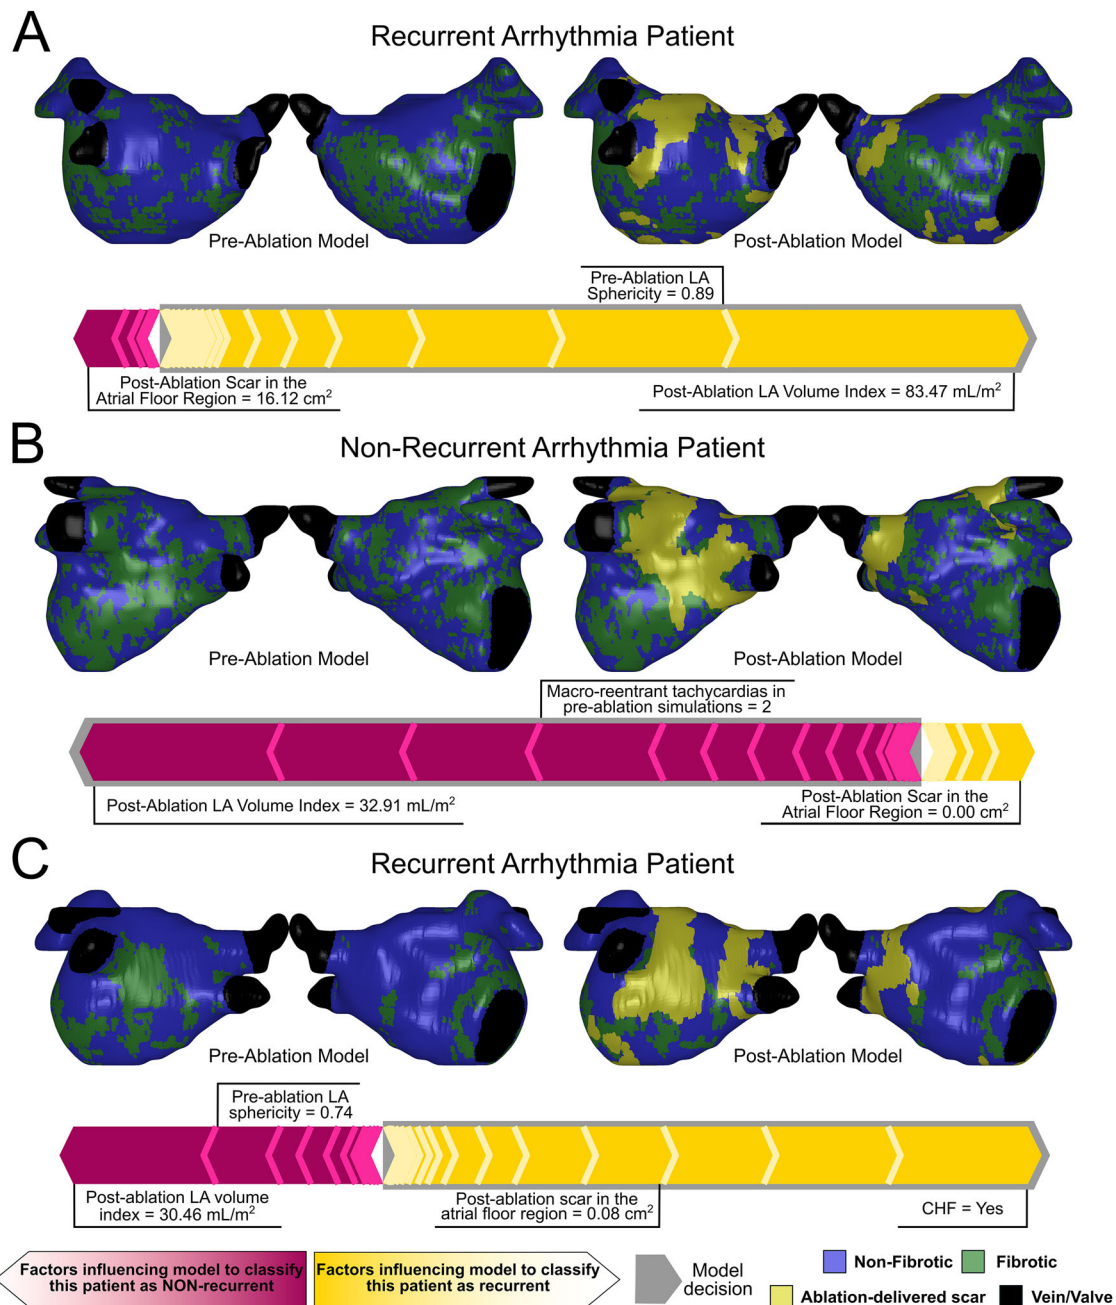 A
Recurrent Arrhythmia Patient
Pre-Ablation Model
Post-Ablation Model
Pre-Ablation LA
Sphericity = 0.89
Post-Ablation Scar in the
Atrial Floor Region = 16.12 cm²
Post-Ablation LA Volume Index = 83.47 mL/m²
B
Non-Recurrent Arrhythmia Patient
Pre-Ablation Model
Post-Ablation Model
Macro-reentrant tachycardias in
pre-ablation simulations = 2
Post-Ablation LA Volume Index = 32.91 mL/m²
Post-Ablation Scar in the
Atrial Floor Region = 0.00 cm²
C
Recurrent Arrhythmia Patient
Pre-Ablation Model
Post-Ablation Model
Pre-ablation LA
sphericity = 0.74
Post-ablation LA volume
index = 30.46 mL/m²
Post-ablation scar in the
atrial floor region = 0.08 cm²
CHF = Yes
Factors influencing model to classify
this patient as NON-recurrent
Factors influencing model to classify
this patient as recurrent
Model
decision
Non-Fibrotic
Fibrotic
Ablation-delivered scar
Vein/Valve